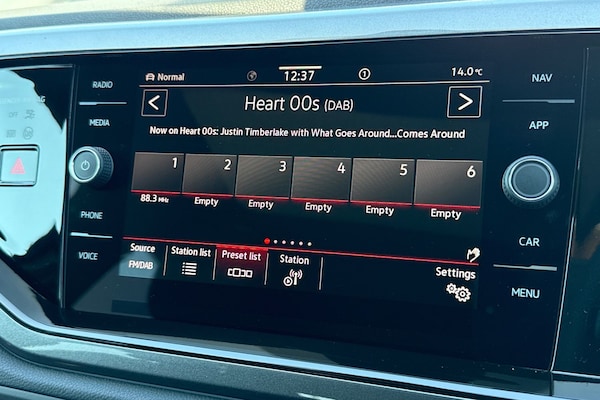 RADIO
MEDIA
PHONE
VOICE
Normal
12:37
1
14.0°C
Heart 00s (DAB)
Now on Heart 00s: Justin Timberlake with What Goes Around...Comes Around
1 2 3 4 5 6
88.3 MHz Empty Empty Empty Empty Empty
Source Station list Preset list Station
FM/DAB
Settings
NAV
APP
CAR
MENU